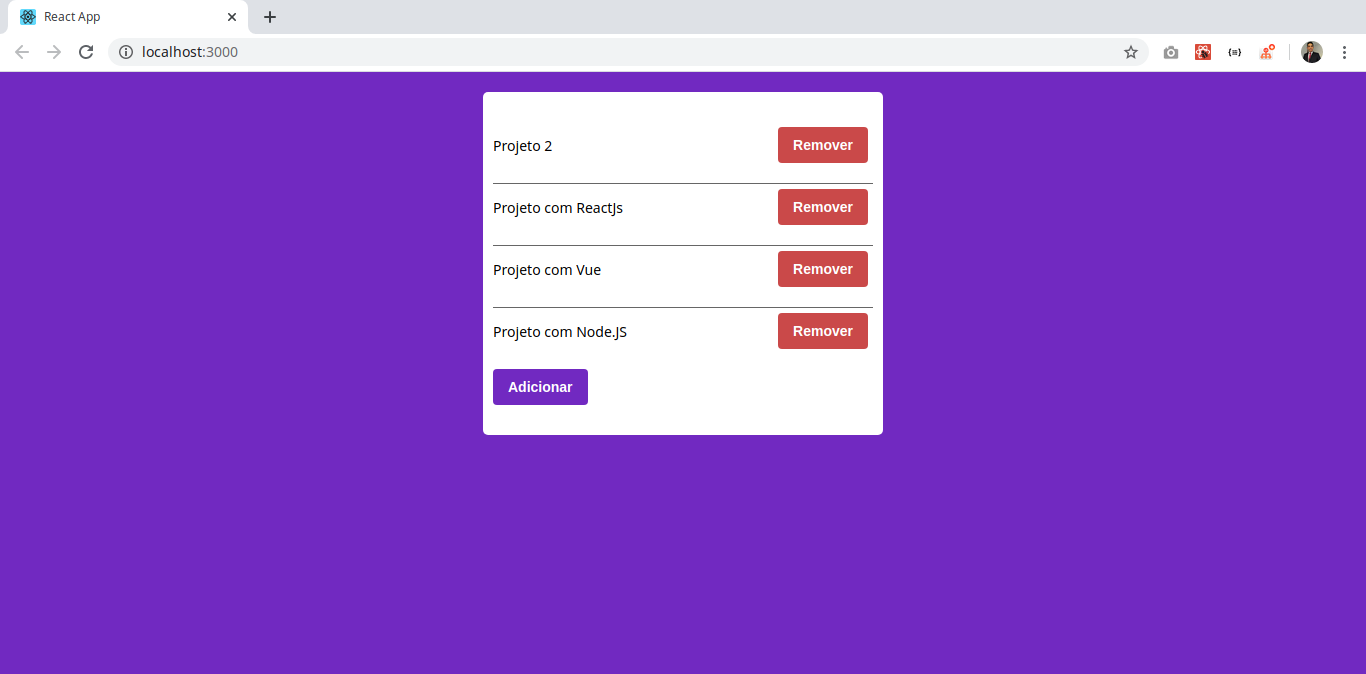 React App
localhost:3000
Projeto 2 Remover
Projeto com ReactJs Remover
Projeto com Vue Remover
Projeto com Node.JS Remover
Adicionar